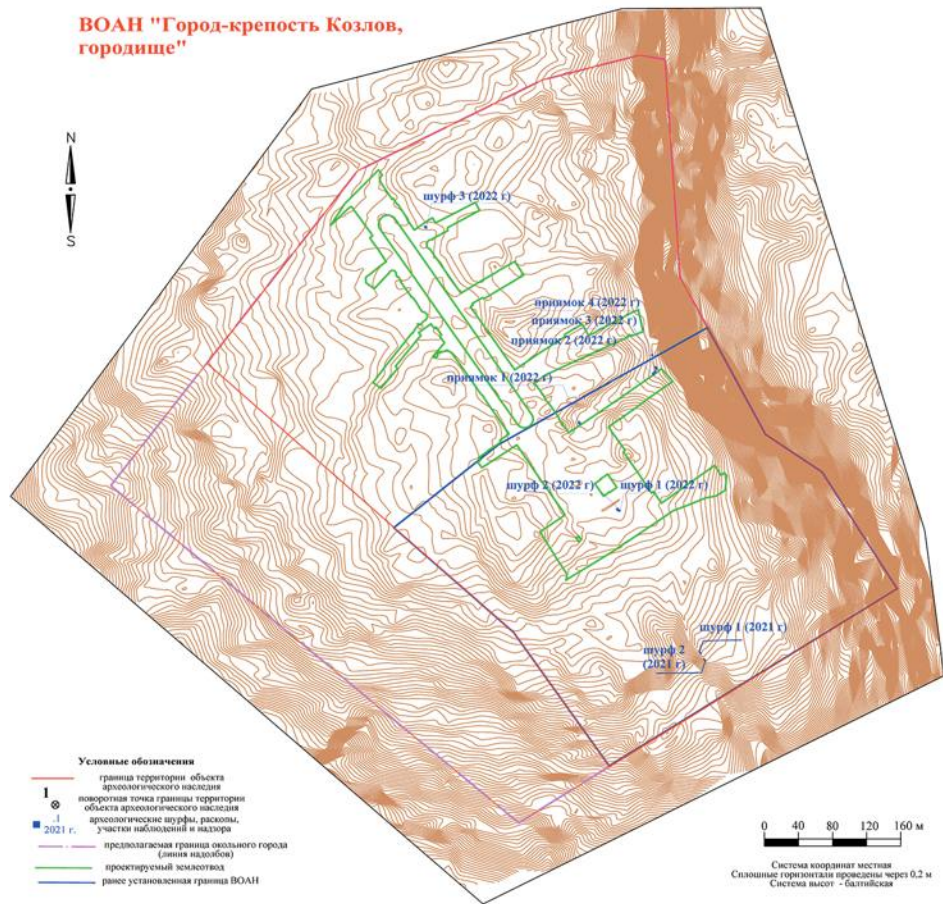 ВОАН "Город-крепость Козлов,
городище"
N
S
шурф 3 (2022 г)
приямок 4 (2022 г)
приямок 3 (2022 г)
приямок 2 (2022 г)
приямок 1 (2022 г)
шурф 2 (2022 г)
шурф 1 (2022 г)
шурф 1 (2021 г)
шурф 2
(2021 г)
Условные обозначения
граница территории объекта
археологического наследия
1
поворотная точка границы территории
объекта археологического наследия
.1
2021 г.
археологические шурфы, раскопы,
участки наблюдений и надзора
предполагаемая граница окольного города
(линия надолбов)
проектируемый землеотвод
ранее установленная граница ВОАН
0 40 80 120 160 м
Система координат местная
Сплошные горизонтали проведены через 0,2 м
Система высот - балтийская